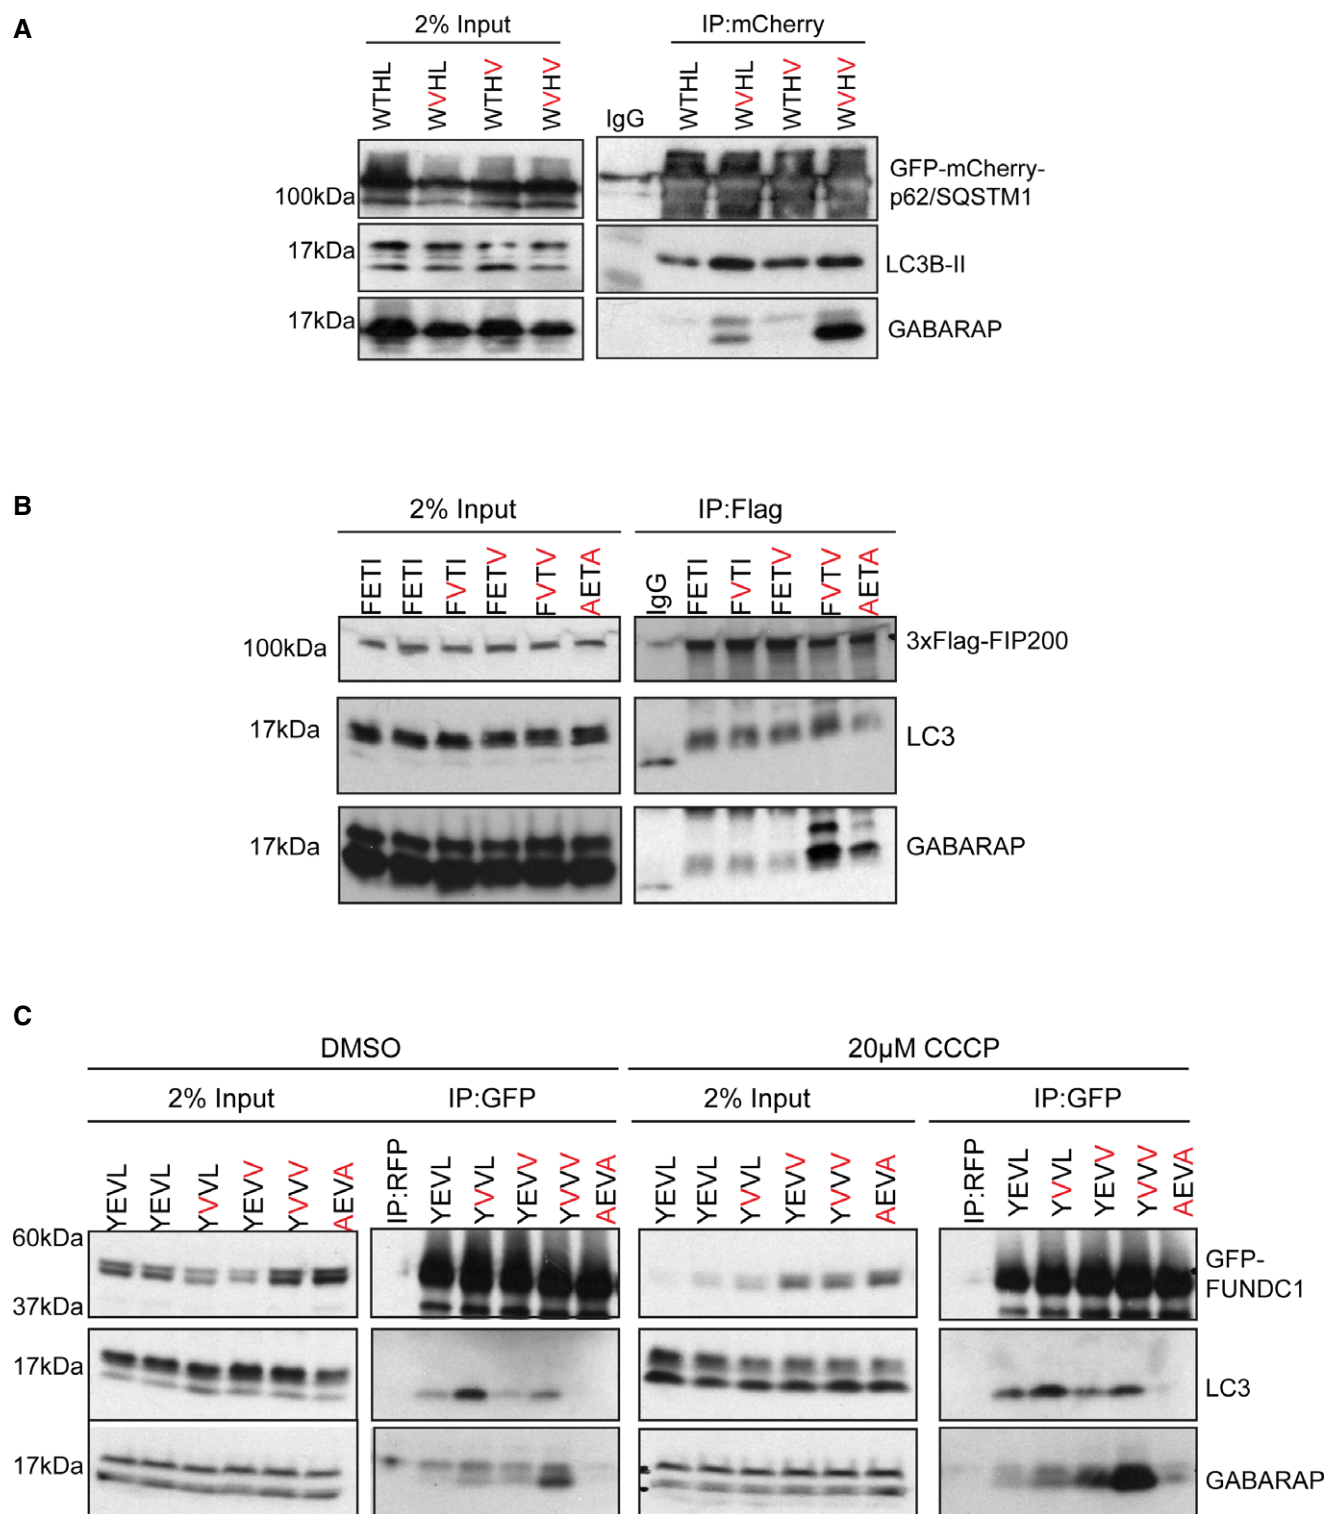 A
2% Input
IP:mCherry
WTHL
WVHL
WTHV
WVHV
IgG
WTHL
WVHL
WTHV
WVHV
100kDa
GFP-mCherry-
p62/SQSTM1
17kDa
LC3B-II
17kDa
GABARAP
B
2% Input
IP:Flag
FETI
FETI
FVTI
FETV
FVTV
AETA
IgG
FETI
FVTI
FETV
FVTV
AETA
100kDa
3xFlag-FIP200
17kDa
LC3
17kDa
GABARAP
C
DMSO
20µM CCCP
2% Input
IP:GFP
2% Input
IP:GFP
YEVL
YEVL
YVVL
YEVV
YVVV
AEVA
IP:RFP
YEVL
YVVL
YEVV
YVVV
AEVA
YEVL
YEVL
YVVL
YEVV
YVVV
AEVA
IP:RFP
YEVL
YVVL
YEVV
YVVV
AEVA
60kDa
37kDa
GFP-
FUNDC1
17kDa
LC3
17kDa
GABARAP